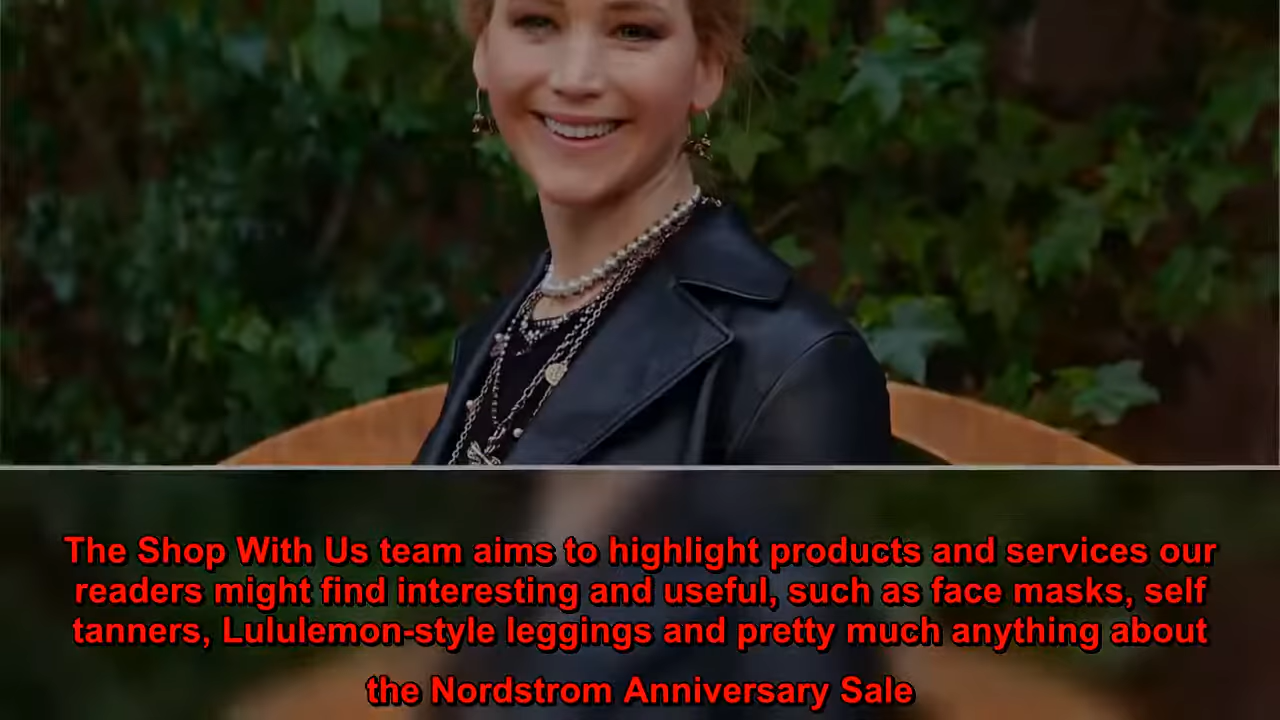 The Shop With Us team aims to highlight products and services our
readers might find interesting and useful, such as face masks, self
tanners, Lululemon-style leggings and pretty much anything about
the Nordstrom Anniversary Sale